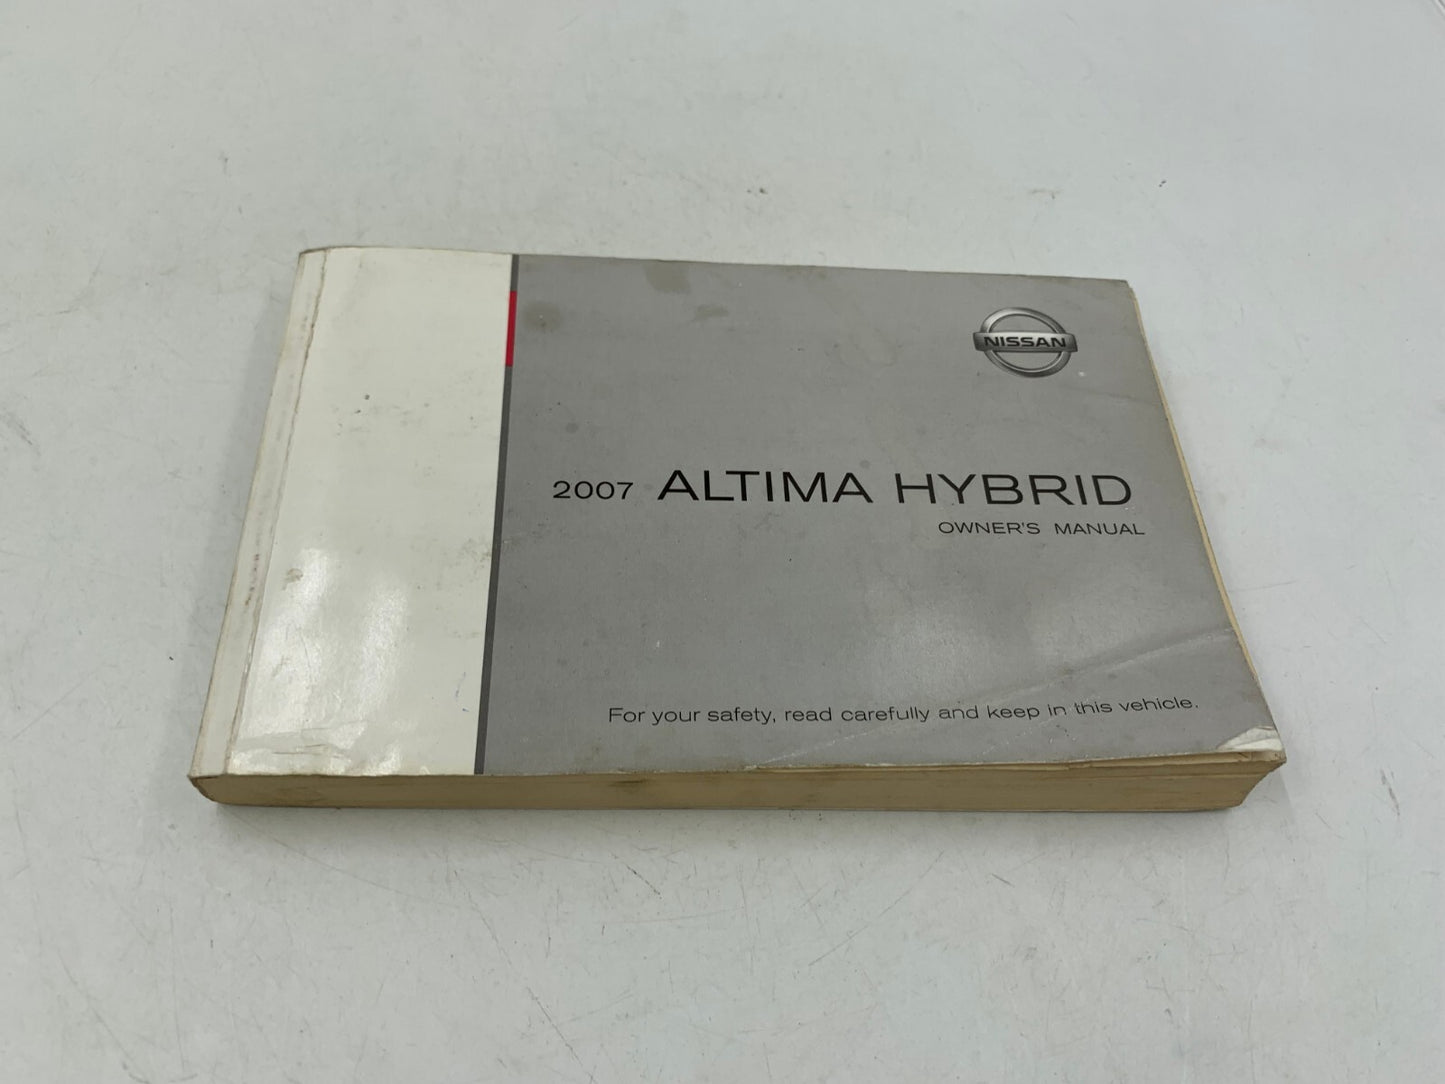 NISSAN
2007 ALTIMA HYBRID
OWNER'S MANUAL
For your safety, read carefully and keep in this vehicle.